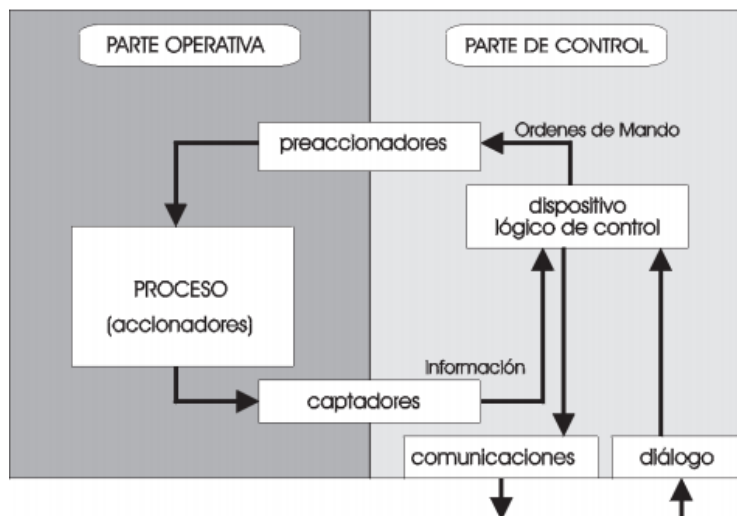 PARTE OPERATIVA
PARTE DE CONTROL
preaccionadores
Ordenes de Mando
dispositivo
lógico de control
PROCESO
(accionadores)
Información
captadores
comunicaciones
diálogo